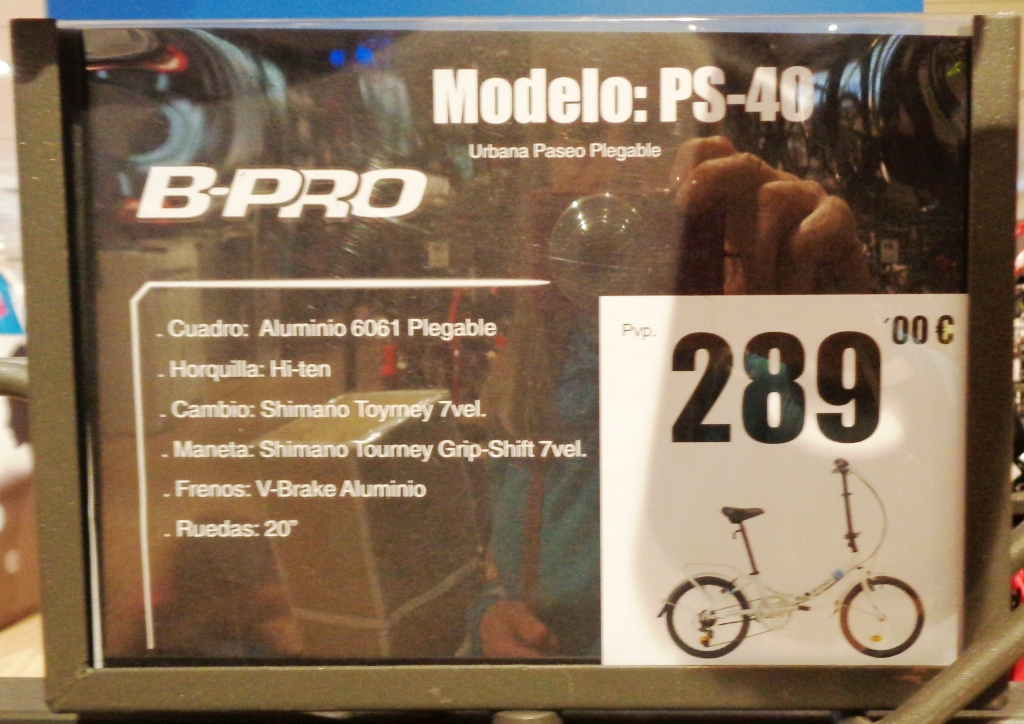 Modelo: PS-40
Urbana Paseo Plegable
B-PRO
. Cuadro: Aluminio 6061 Plegable
. Horquilla: Hi-ten
. Cambio: Shimano Toyrney 7vel.
. Maneta: Shimano Tourney Grip-Shift 7vel.
. Frenos: V-Brake Aluminio
. Ruedas: 20”
Pvp. 289´00 €